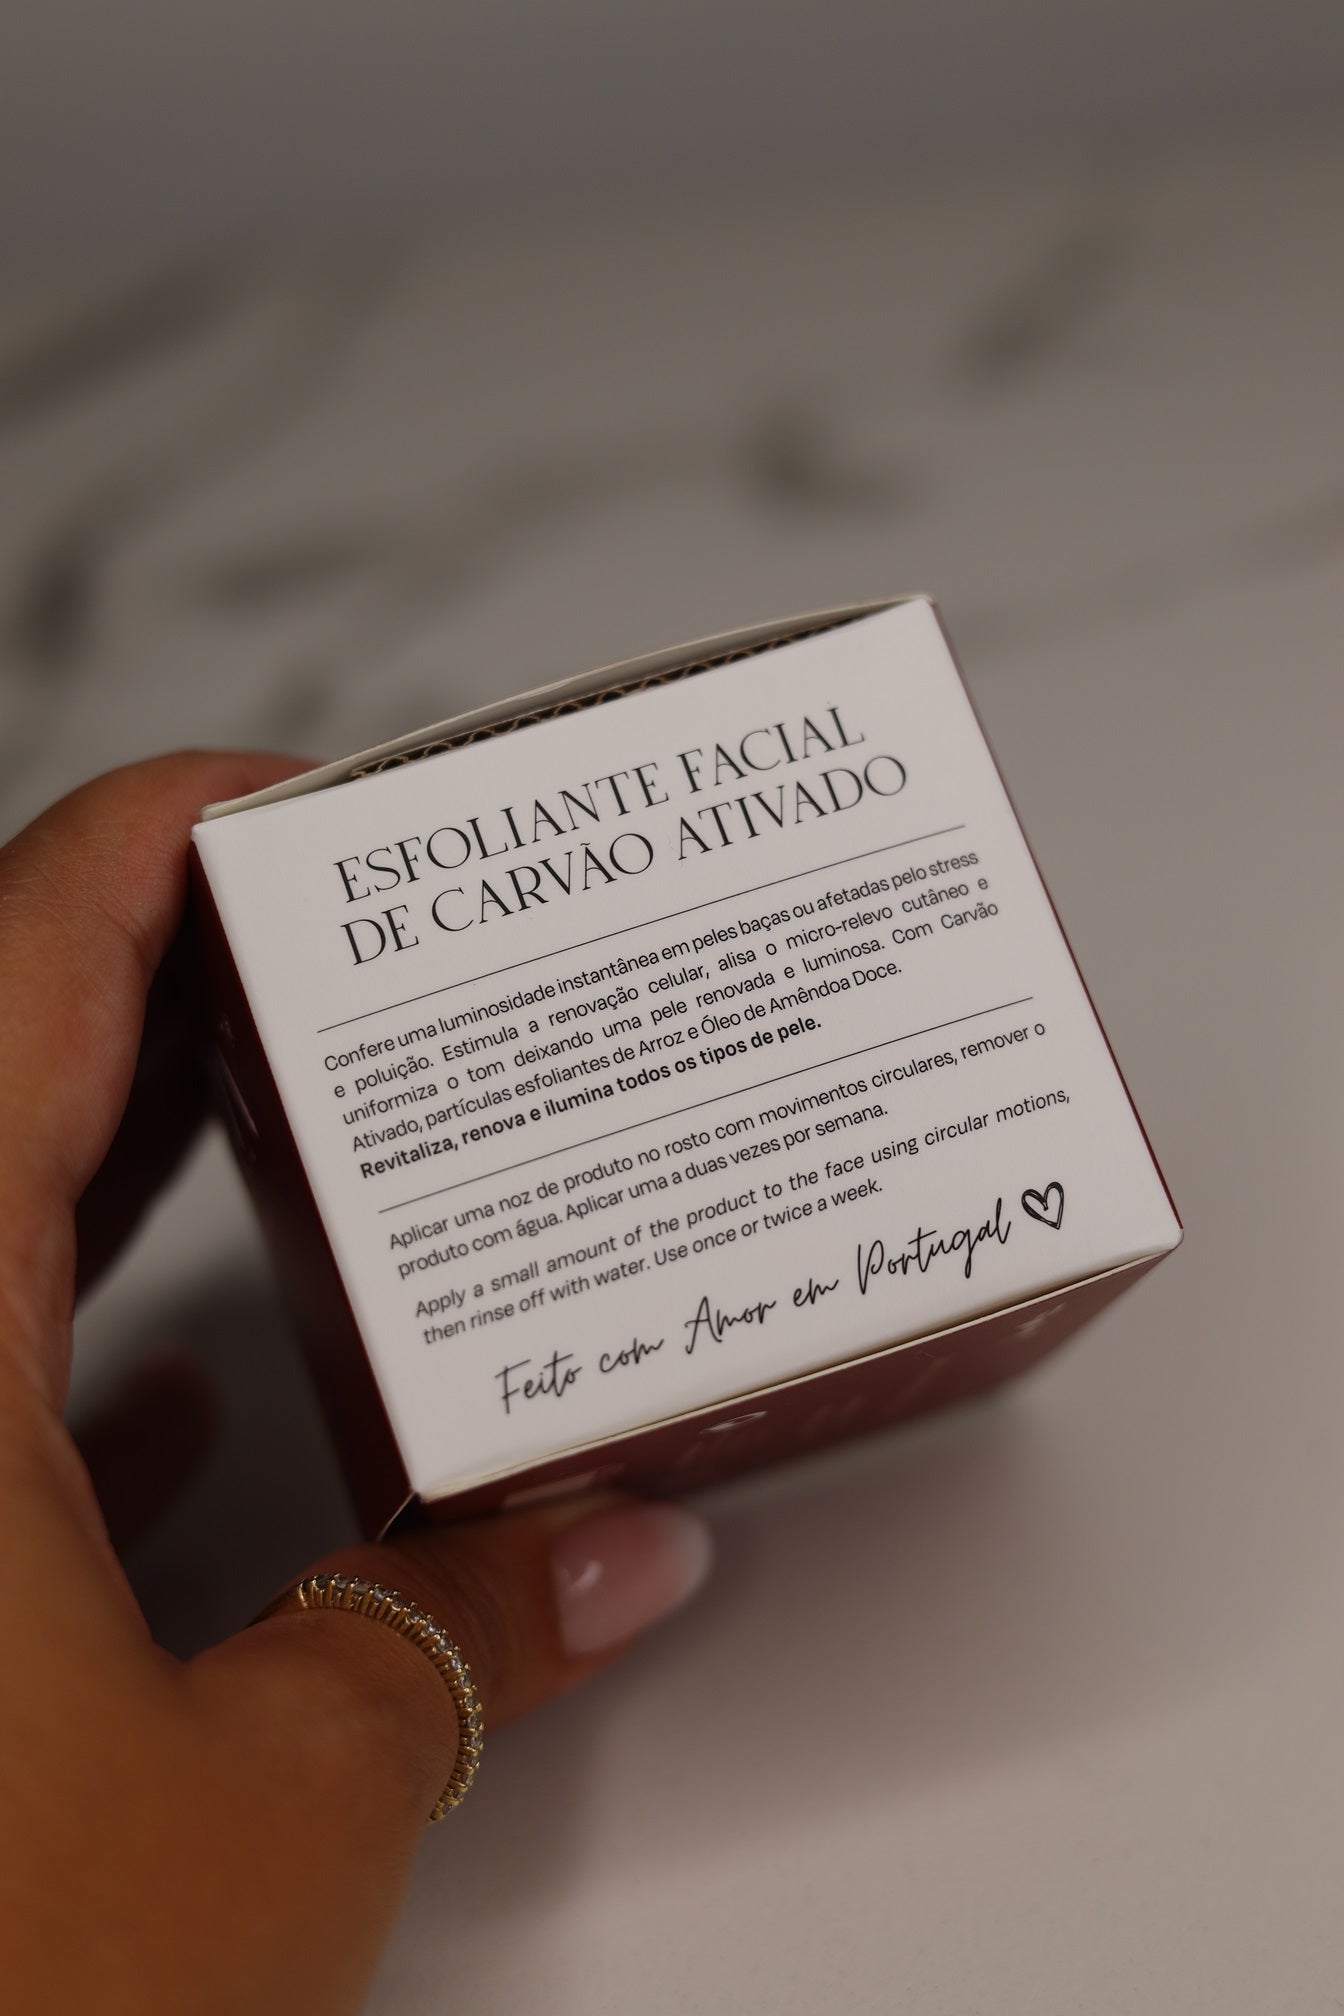 ESFOLIANTE FACIAL
DE CARVÃO ATIVADO
Confere uma luminosidade instantânea em peles baças ou afetadas pelo stress
e poluição. Estimula a renovação celular, alisa o micro-relevo cutâneo e
uniformiza o tom deixando uma pele renovada e luminosa. Com Carvão
Ativado, partículas esfoliantes de Arroz e Óleo de Amêndoa Doce.
Revitaliza, renova e ilumina todos os tipos de pele.
Aplicar uma noz de produto no rosto com movimentos circulares, remover o
produto com água. Aplicar uma a duas vezes por semana.
Apply a small amount of the product to the face using circular motions,
then rinse off with water. Use once or twice a week.
Feito com Amor em Portugal